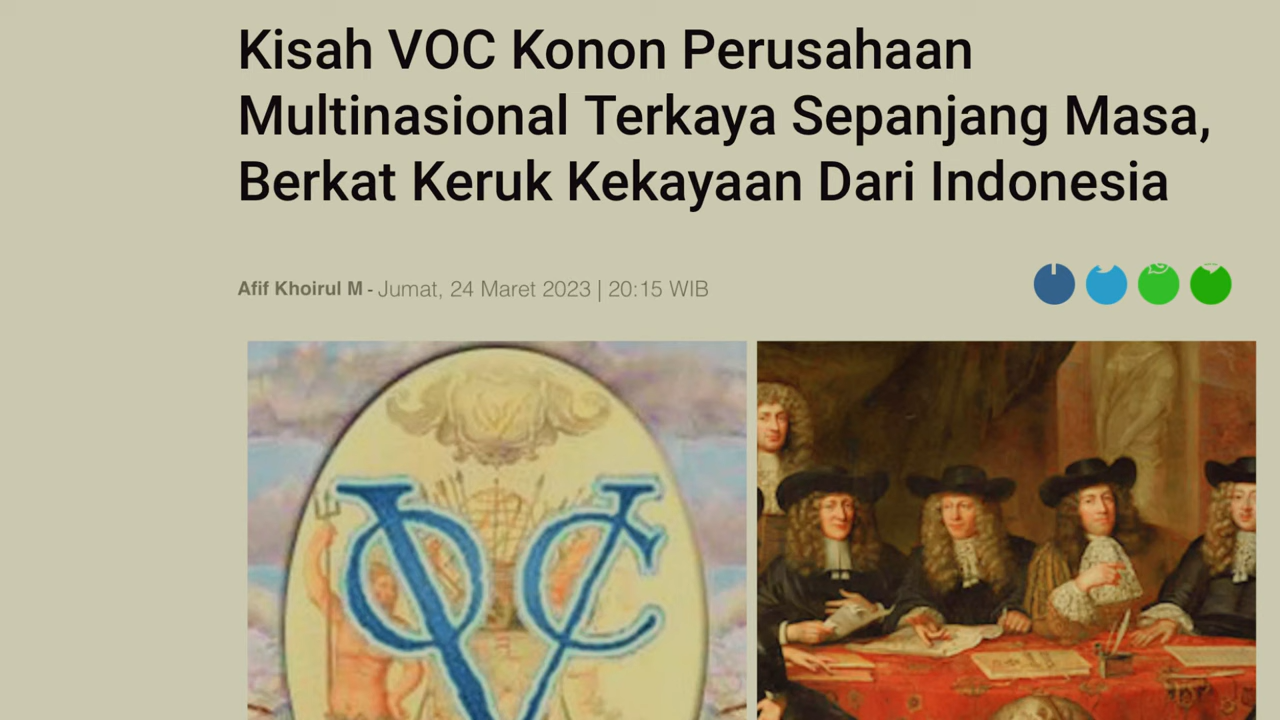 Kisah VOC Konon Perusahaan
Multinasional Terkaya Sepanjang Masa,
Berkat Keruk Kekayaan Dari Indonesia
Afif Khoirul M - Jumat, 24 Maret 2023 | 20:15 WIB
VOC